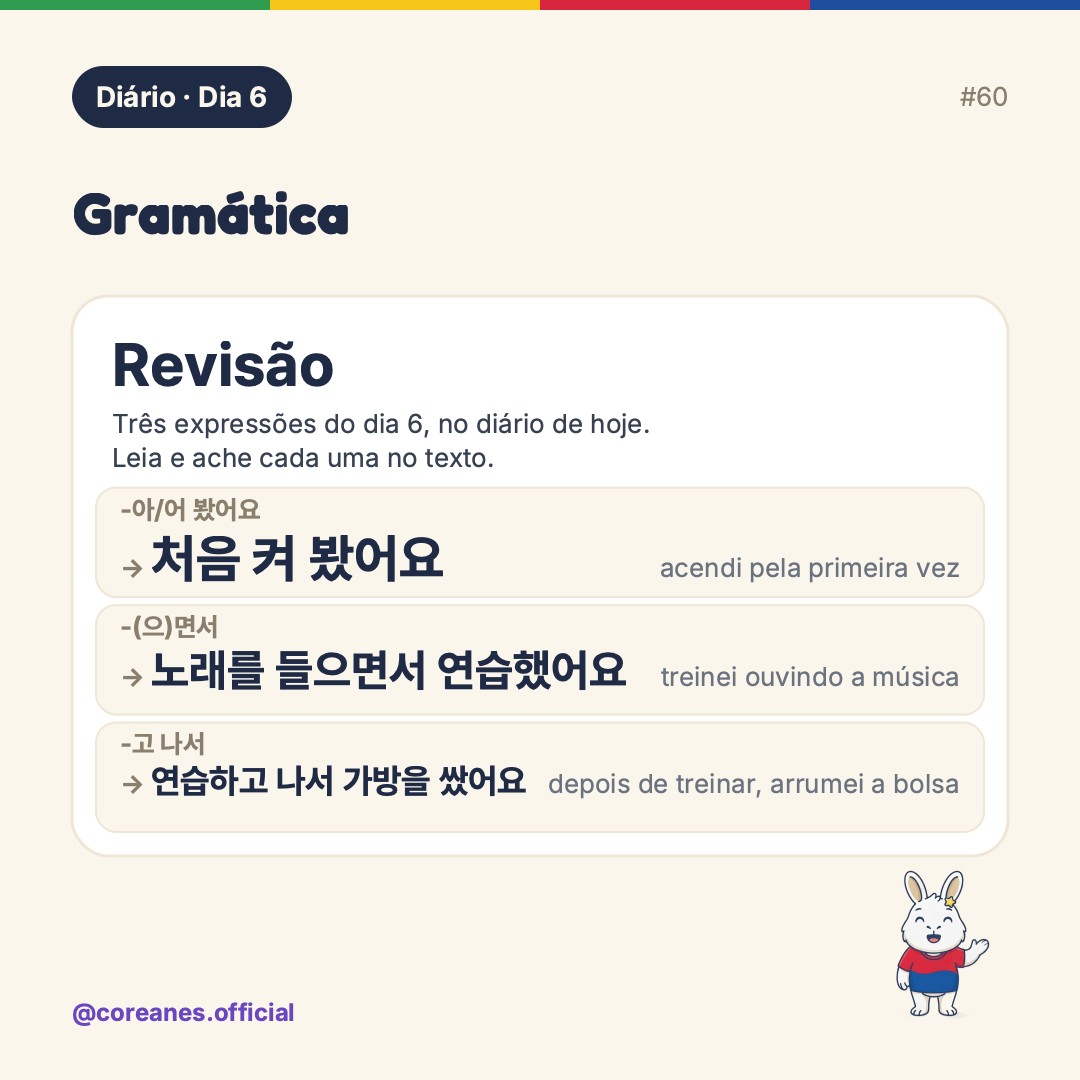 Diário · Dia 6
#60
Gramática
Revisão
Três expressões do dia 6, no diário de hoje.
Leia e ache cada uma no texto.
-아/어 봤어요
→ 처음 켜 봤어요 acendi pela primeira vez
-(으)면서
→ 노래를 들으면서 연습했어요 treinei ouvindo a música
-고 나서
→ 연습하고 나서 가방을 쌌어요 depois de treinar, arrumei a bolsa
@coreanes.official